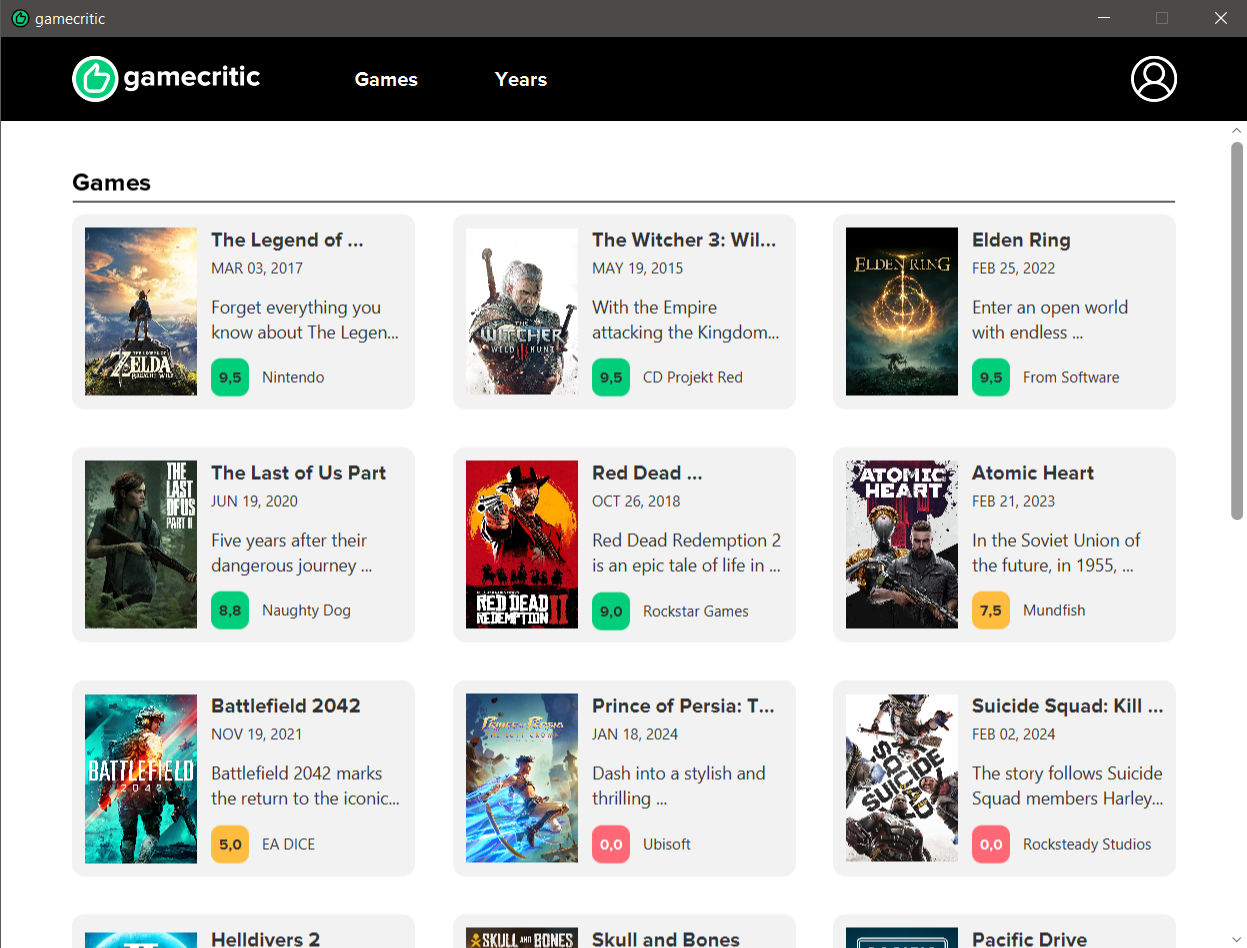 gamecritic
gamecritic
Games
Years
Games
THE LEGEND OF
ZELDA
BREATH OF THE WILD
The Legend of ...
MAR 03, 2017
Forget everything you
know about The Legen...
9,5
Nintendo
THE
WITCHER
WILD HUNT
The Witcher 3: Wil...
MAY 19, 2015
With the Empire
attacking the Kingdom...
9,5
CD Projekt Red
ELDEN RING
Elden Ring
FEB 25, 2022
Enter an open world
with endless ...
9,5
From Software
THE
LAST
OF US
PART II
The Last of Us Part
JUN 19, 2020
Five years after their
dangerous journey ...
8,8
Naughty Dog
RED DEAD
REDEMPTION II
Red Dead ...
OCT 26, 2018
Red Dead Redemption 2
is an epic tale of life in ...
9,0
Rockstar Games
ATOMIC
HEART
Atomic Heart
FEB 21, 2023
In the Soviet Union of
the future, in 1955, ...
7,5
Mundfish
BATTLEFIELD
2042
Battlefield 2042
NOV 19, 2021
Battlefield 2042 marks
the return to the iconic...
5,0
EA DICE
Prince of Persia
THE LOST CROWN
Prince of Persia: T...
JAN 18, 2024
Dash into a stylish and
thrilling ...
0,0
Ubisoft
SUICIDE
SQUAD
Suicide Squad: Kill ...
FEB 02, 2024
The story follows Suicide
Squad members Harley...
0,0
Rocksteady Studios
Helldivers 2
SKULL AND BONES
Skull and Bones
Pacific Drive